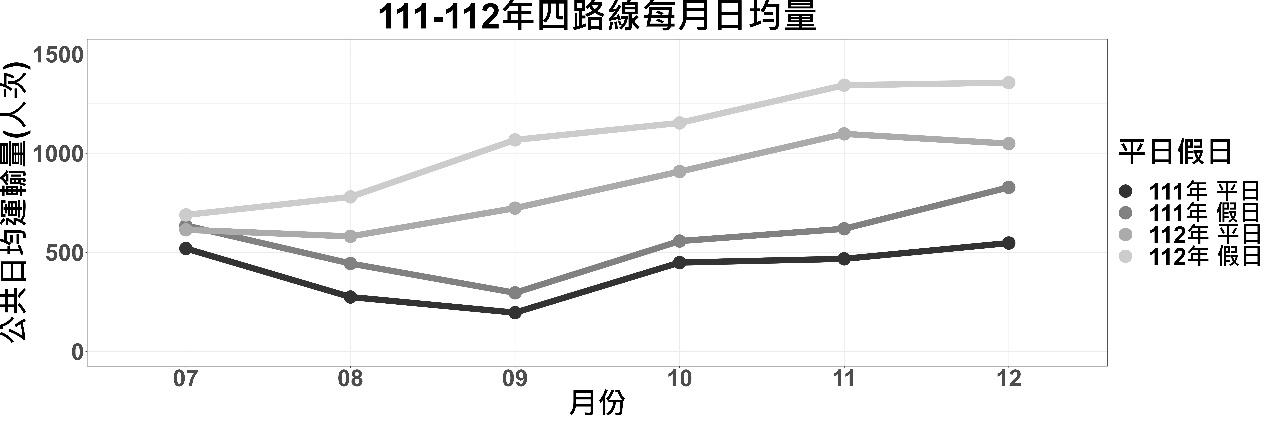 111-112年四路線每月日均量
公共日均運輸量(人次)
1500
1000
500
0
07 08 09 10 11 12
月份
平日假日
111年 平日
111年 假日
112年 平日
112年 假日